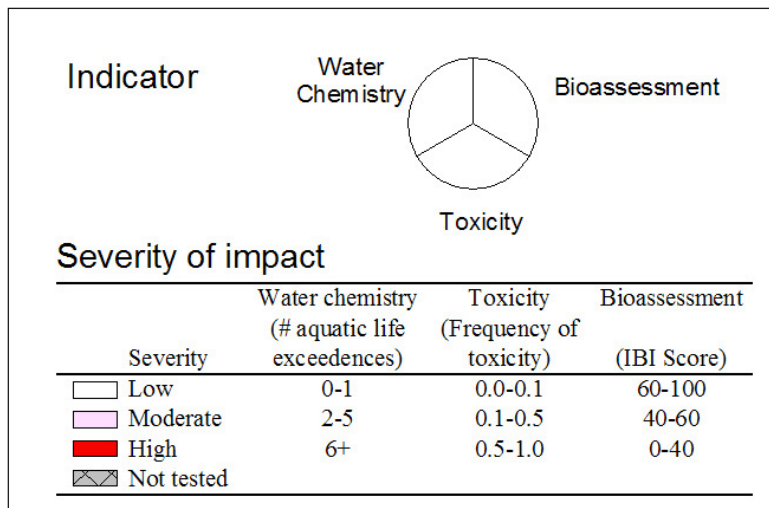 Indicator
Water
Chemistry
Bioassessment
Toxicity
Severity of impact
Water chemistry Toxicity Bioassessment
(# aquatic life (Frequency of
Severity exceedences) toxicity) (IBI Score)
Low 0-1 0.0-0.1 60-100
Moderate 2-5 0.1-0.5 40-60
High 6+ 0.5-1.0 0-40
Not tested